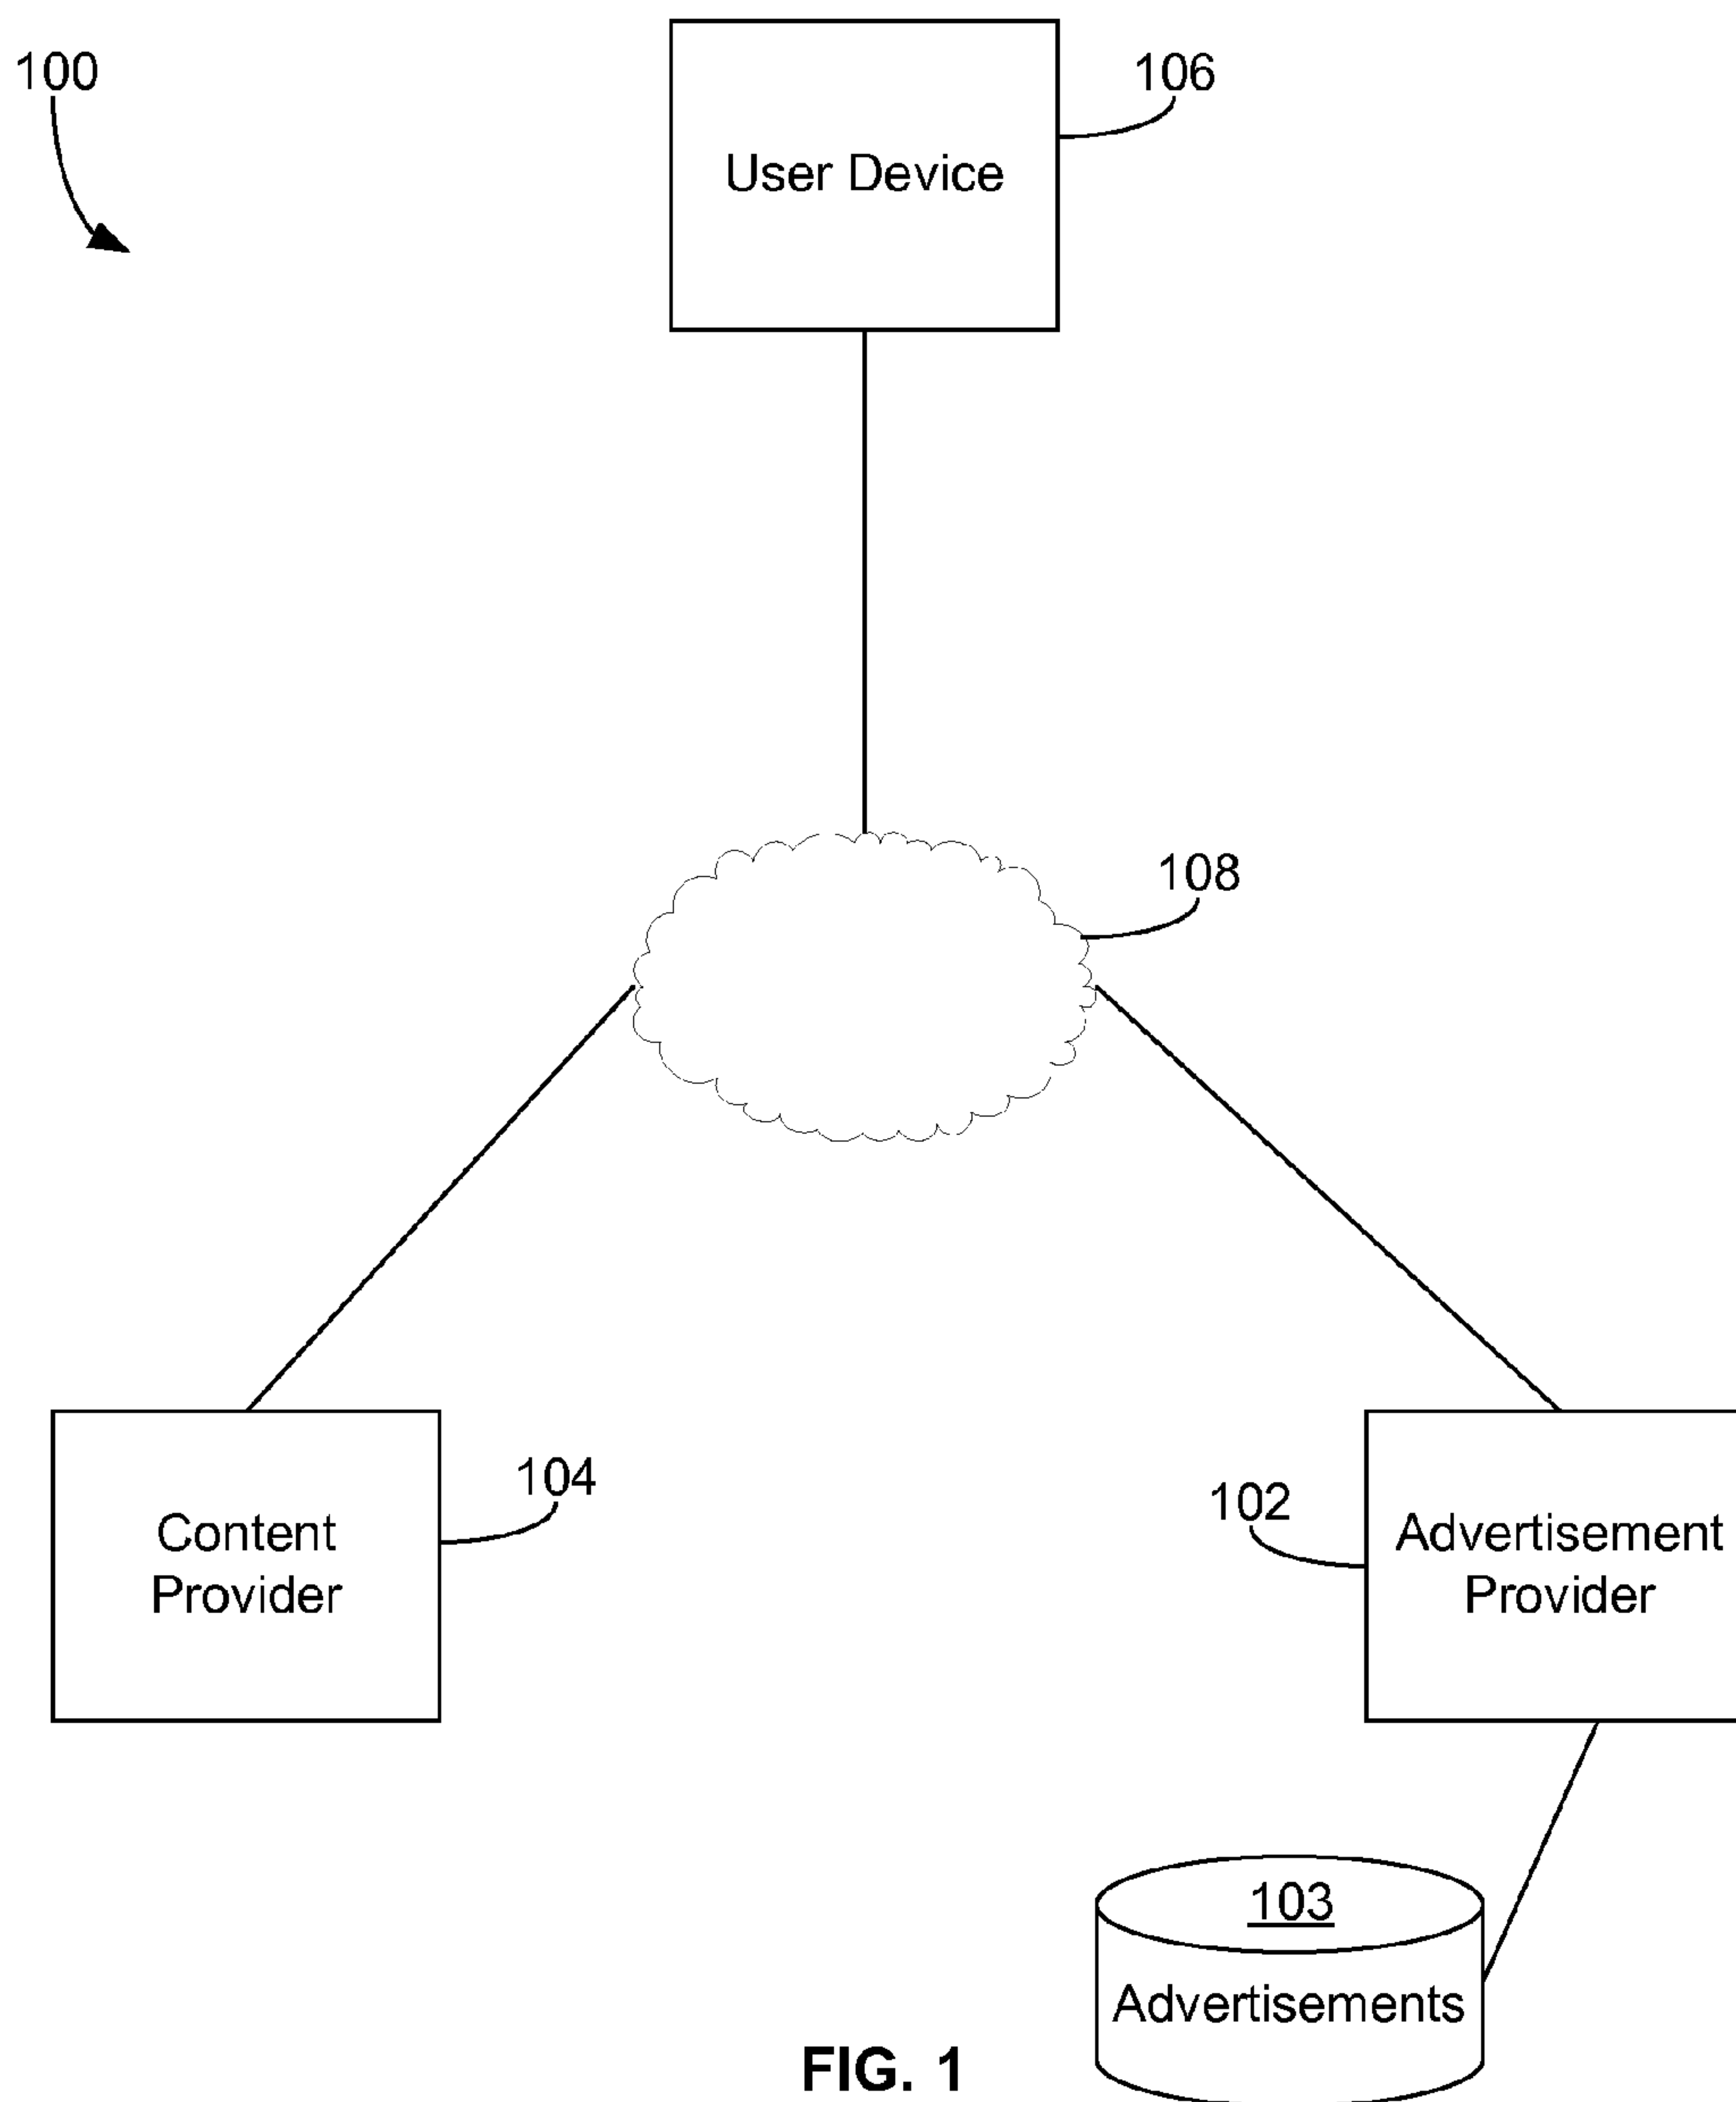 100
106
User Device
108
104
Content
Provider
102
Advertisement
Provider
103
Advertisements
FIG. 1